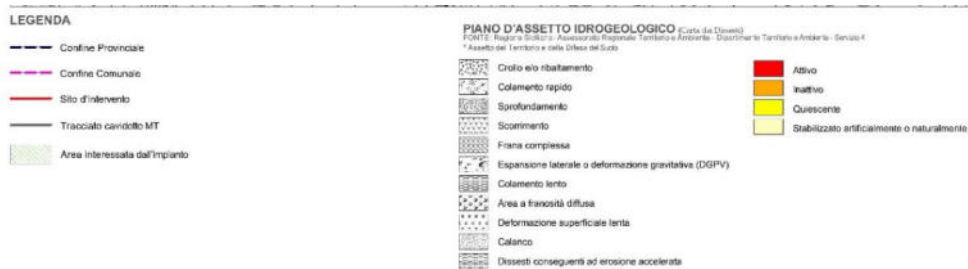 LEGENDA
Confine Provinciale
Confine Comunale
Sito d'intervento
Tracciato cavidotto MT
Area interessata dall'impianto
PIANO D'ASSETTO IDROGEOLOGICO (Carta dei Dissesti)
FONTE: Regione Siciliana - Assessorato Regionale Territorio e Ambiente - Dipartimento Territorio e Ambiente - Servizio 4
" Assetto del Territorio e della Difesa del Suolo
Crollo e/o ribaltamento
Colamento rapido
Sprofondamento
Scorrimento
Frana complessa
Espansione laterale o deformazione gravitativa (DGPV)
Colamento lento
Area a franosità diffusa
Deformazione superficiale lenta
Calanco
Dissesti conseguenti ad erosione accelerata
Attivo
Inattivo
Quiescente
Stabilizzato artificialmente o naturalmente